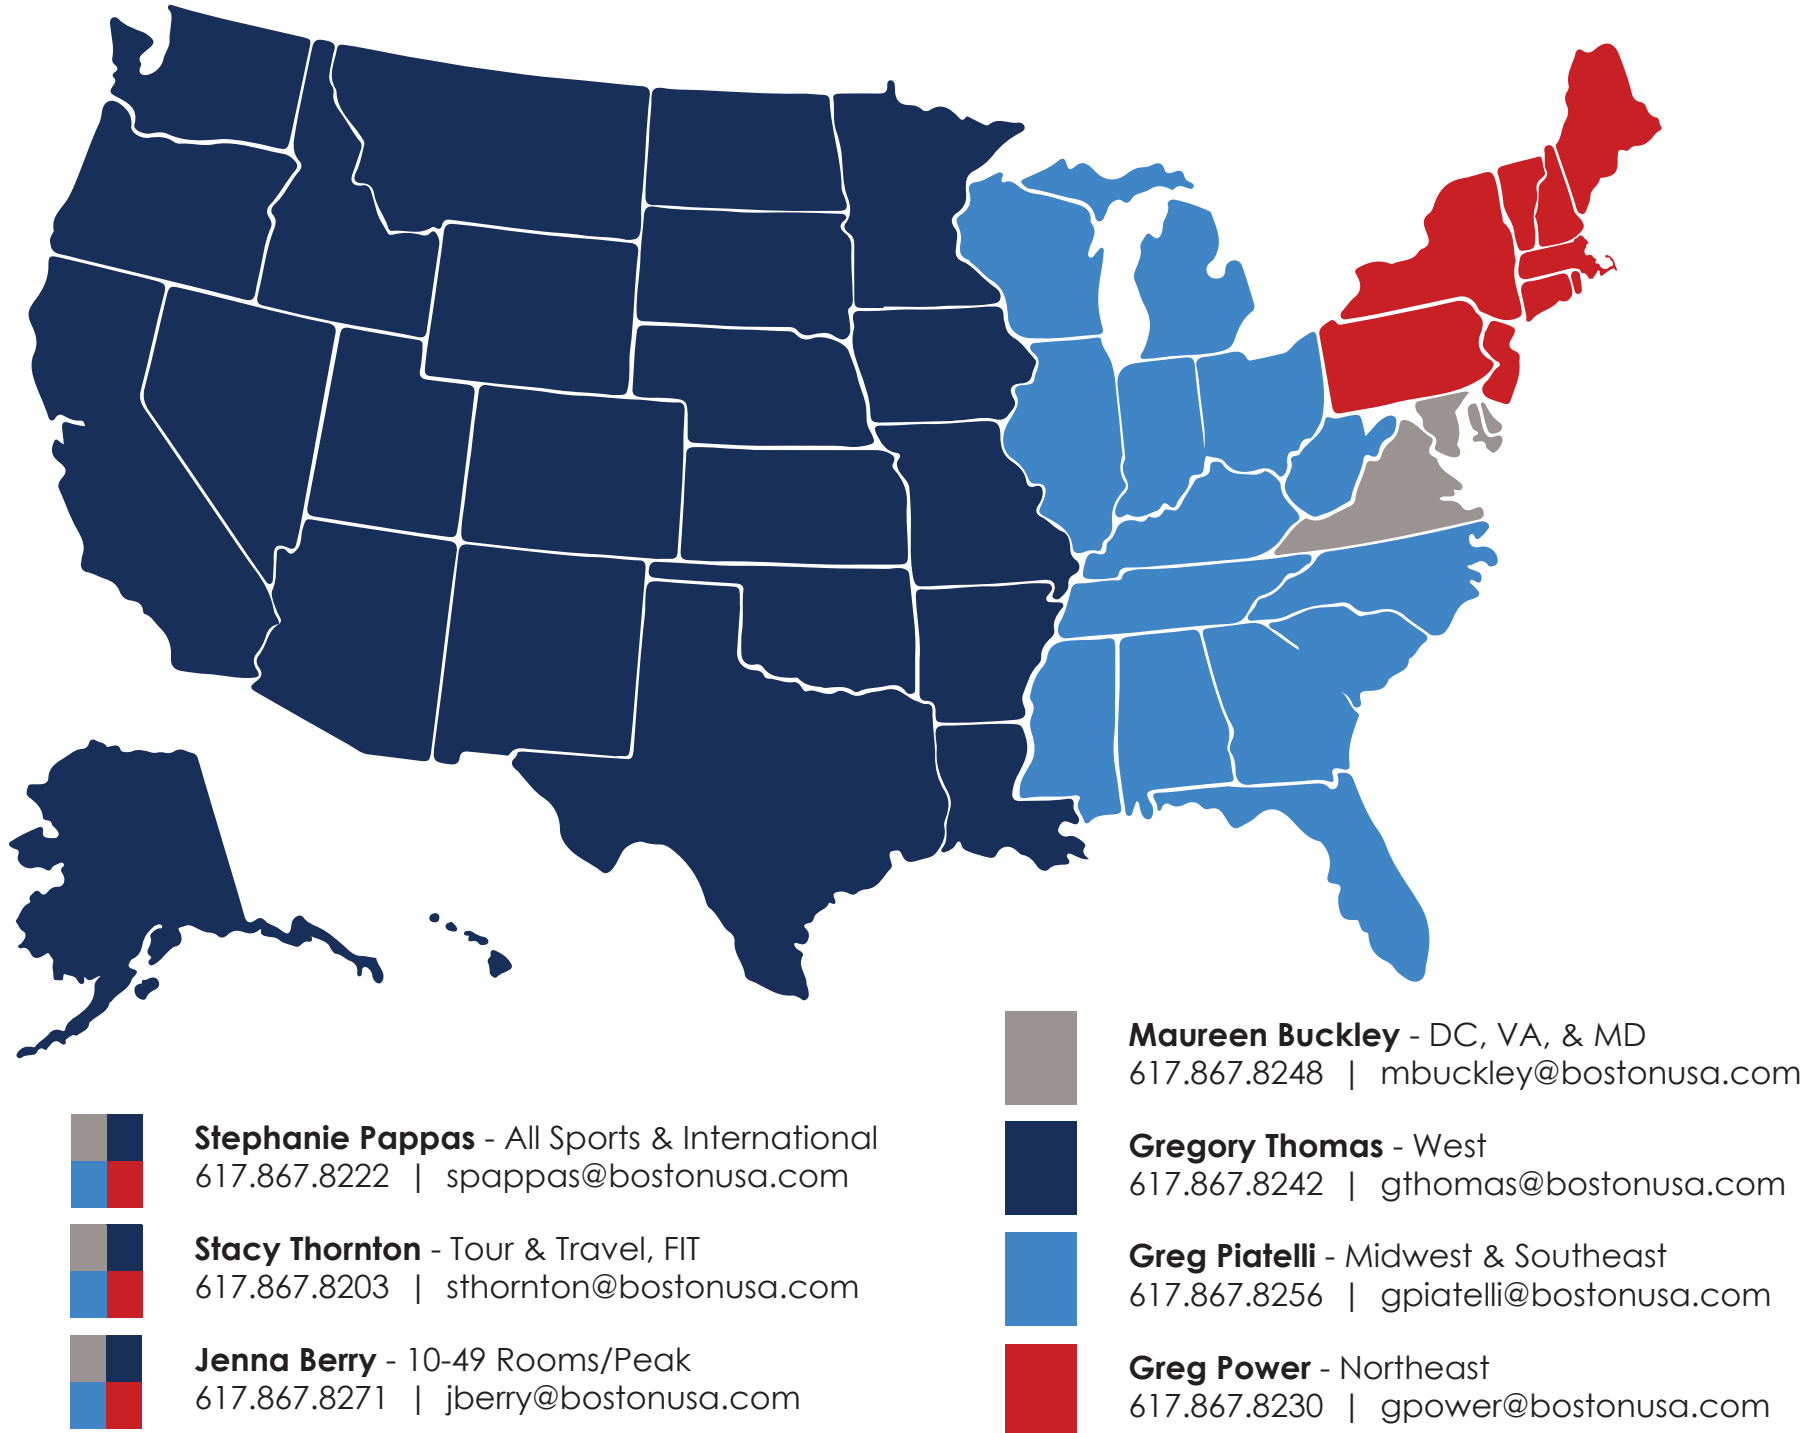 Maureen Buckley - DC, VA, & MD
617.867.8248 | mbuckley@bostonusa.com
Stephanie Pappas - All Sports & International
617.867.8222 | spappas@bostonusa.com
Gregory Thomas - West
617.867.8242 | gthomas@bostonusa.com
Stacy Thornton - Tour & Travel, FIT
617.867.8203 | sthornton@bostonusa.com
Greg Piatelli - Midwest & Southeast
617.867.8256 | gpiatelli@bostonusa.com
Jenna Berry - 10-49 Rooms/Peak
617.867.8271 | jberry@bostonusa.com
Greg Power - Northeast
617.867.8230 | gpower@bostonusa.com